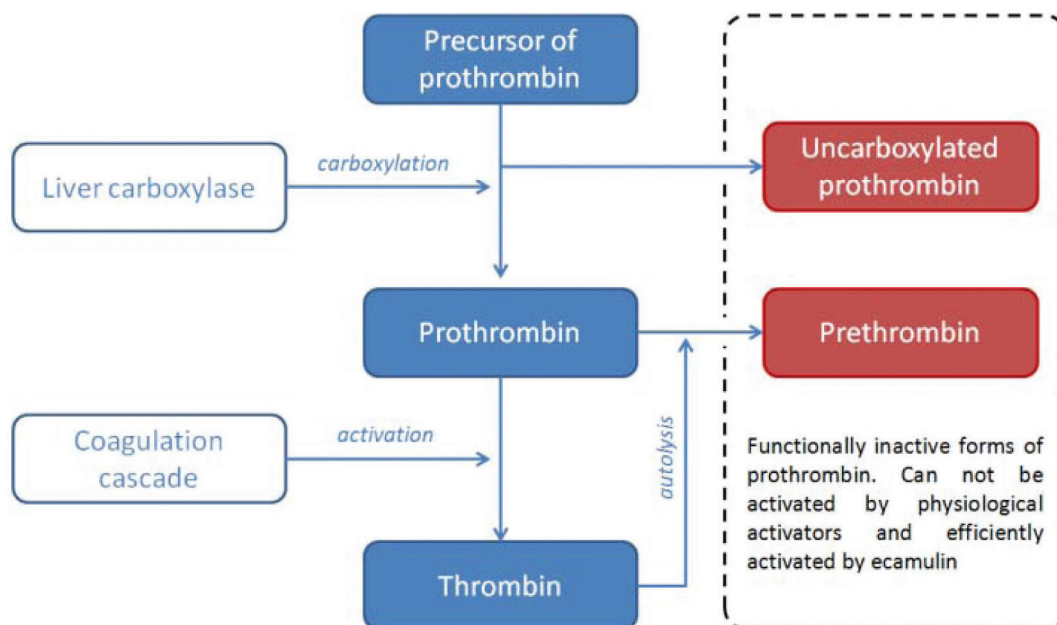 Precursor of
prothrombin
carboxylation
Liver carboxylase
Uncarboxylated
prothrombin
Prothrombin
Prethrombin
activation
Coagulation
cascade
autolysis
Functionally inactive forms of
prothrombin. Can not be
activated by physiological
activators and efficiently
activated by ecamulin
Thrombin